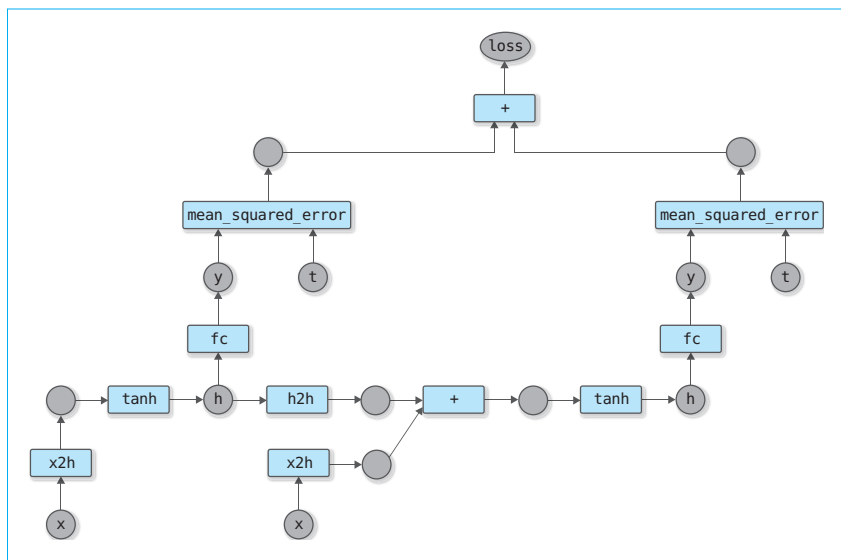 loss
+
mean_squared_error
mean_squared_error
y
t
y
t
fc
fc
tanh
h
h2h
+
tanh
h
x2h
x2h
x
x